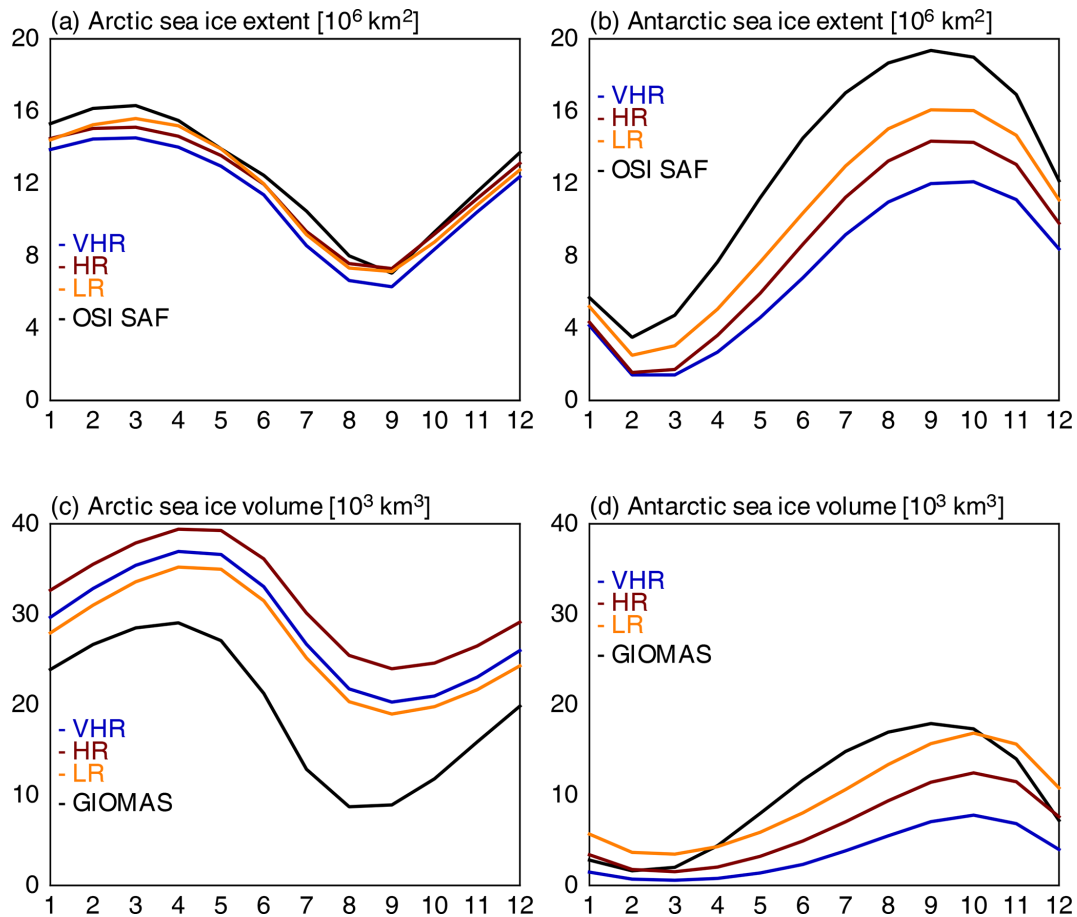 (a) Arctic sea ice extent [10⁶ km²]
20
16
12
8
4
0
- VHR
- HR
- LR
- OSI SAF
1 2 3 4 5 6 7 8 9 10 11 12
(b) Antarctic sea ice extent [10⁶ km²]
20
16
12
8
4
0
- VHR
- HR
- LR
- OSI SAF
1 2 3 4 5 6 7 8 9 10 11 12
(c) Arctic sea ice volume [10³ km³]
40
30
20
10
0
- VHR
- HR
- LR
- GIOMAS
1 2 3 4 5 6 7 8 9 10 11 12
(d) Antarctic sea ice volume [10³ km³]
40
30
20
10
0
- VHR
- HR
- LR
- GIOMAS
1 2 3 4 5 6 7 8 9 10 11 12